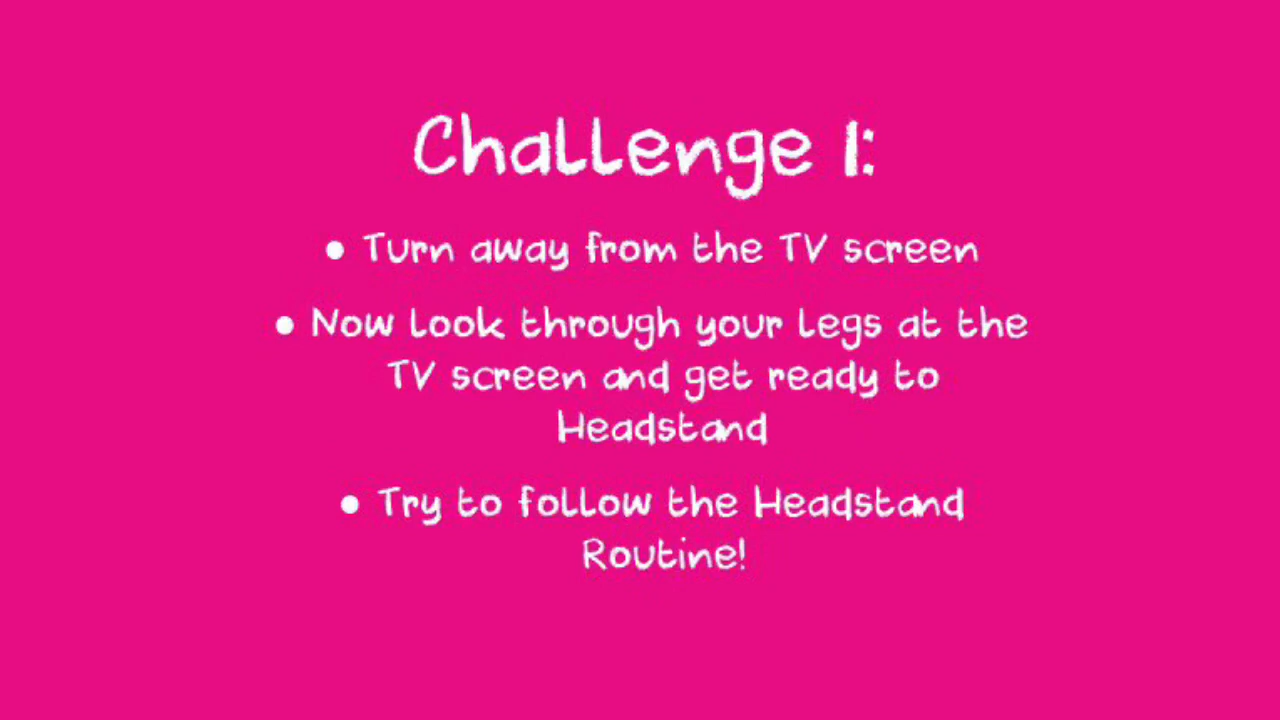 Challenge 1:
• Turn away from the TV screen
• Now look through your legs at the
TV screen and get ready to
Headstand
• Try to follow the Headstand
Routine!